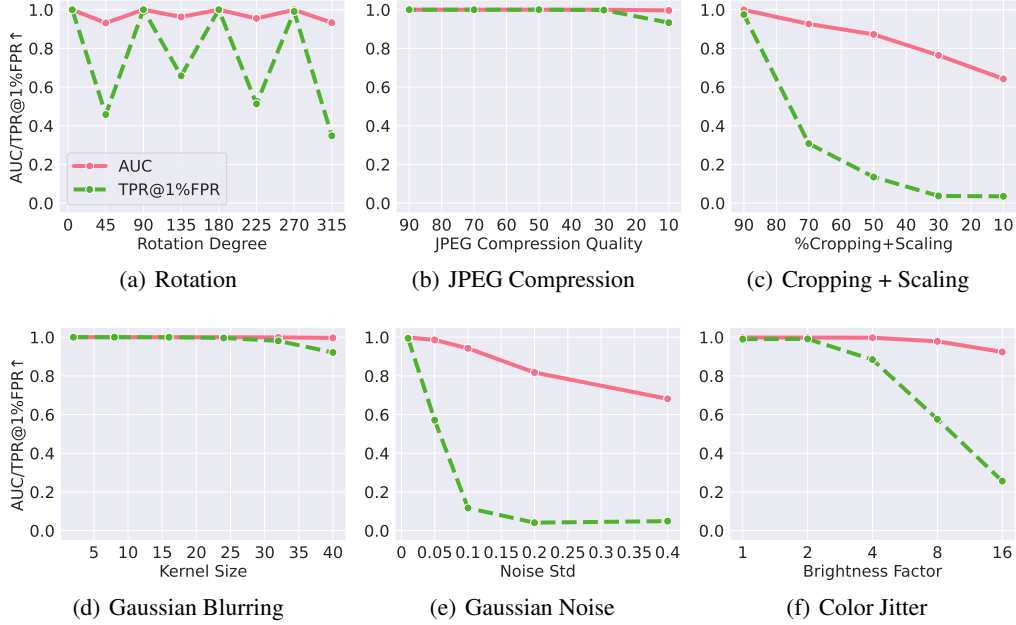 AUC/TPR@1%FPR↑
1.0
0.8
0.6
0.4
0.2
0.0
AUC
TPR@1%FPR
0 45 90 135 180 225 270 315
Rotation Degree
(a) Rotation
1.0
0.8
0.6
0.4
0.2
0.0
90 80 70 60 50 40 30 20 10
JPEG Compression Quality
(b) JPEG Compression
1.0
0.8
0.6
0.4
0.2
0.0
90 80 70 60 50 40 30 20 10
%Cropping+Scaling
(c) Cropping + Scaling
AUC/TPR@1%FPR↑
1.0
0.8
0.6
0.4
0.2
0.0
5 10 15 20 25 30 35 40
Kernel Size
(d) Gaussian Blurring
1.0
0.8
0.6
0.4
0.2
0.0
0 0.05 0.1 0.15 0.2 0.25 0.3 0.35 0.4
Noise Std
(e) Gaussian Noise
1.0
0.8
0.6
0.4
0.2
0.0
1 2 4 8 16
Brightness Factor
(f) Color Jitter